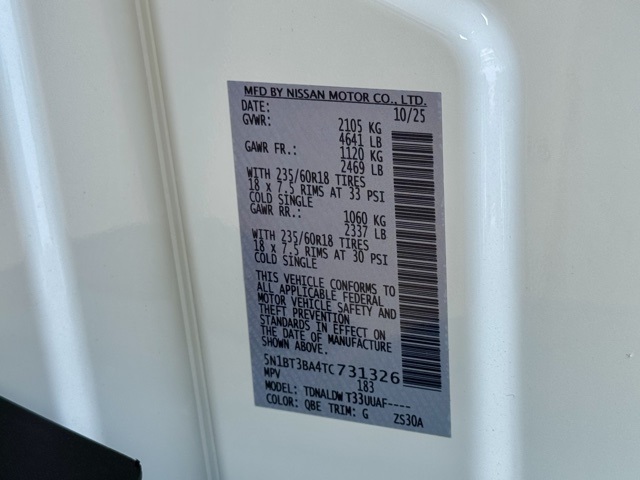 MFD BY NISSAN MOTOR CO., LTD.
DATE: 10/25
GVWR: 2105 KG
4641 LB
GAWR FR.: 1120 KG
2469 LB
WITH 235/60R18 TIRES
18 x 7.5 RIMS AT 33 PSI
COLD SINGLE
GAWR RR.: 1060 KG
2337 LB
WITH 235/60R18 TIRES
18 x 7.5 RIMS AT 30 PSI
COLD SINGLE
THIS VEHICLE CONFORMS TO
ALL APPLICABLE FEDERAL
MOTOR VEHICLE SAFETY AND
THEFT PREVENTION
STANDARDS IN EFFECT ON
THE DATE OF MANUFACTURE
SHOWN ABOVE.
5N1BT3BA4TC731326
MPV 183
MODEL: TDNALDW T33UUAF----
COLOR: QBE TRIM: G ZS30A